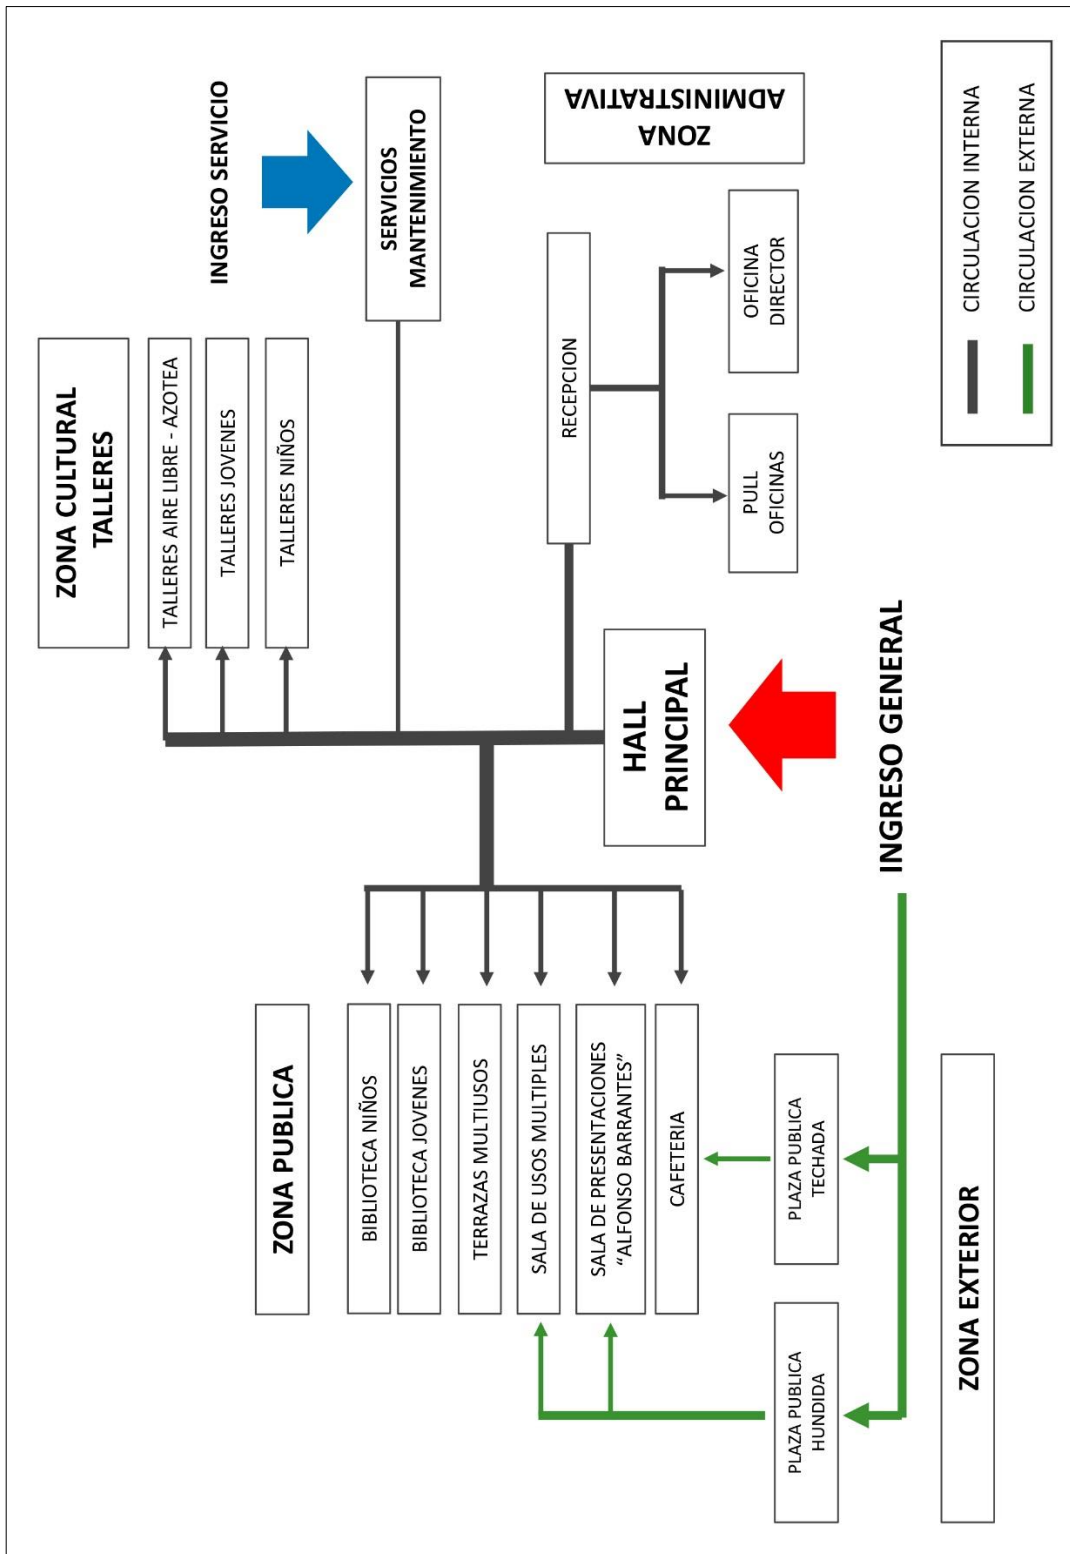 ZONA PUBLICA
BIBLIOTECA NIÑOS
BIBLIOTECA JOVENES
TERRAZAS MULTIUSOS
SALA DE USOS MULTIPLES
SALA DE PRESENTACIONES
“ALFONSO BARRANTES”
CAFETERIA
PLAZA PUBLICA
HUNDIDA
PLAZA PUBLICA
TECHADA
ZONA EXTERIOR
HALL
PRINCIPAL
INGRESO GENERAL
ZONA CULTURAL
TALLERES
TALLERES AIRE LIBRE - AZOTEA
TALLERES JOVENES
TALLERES NIÑOS
INGRESO SERVICIO
SERVICIOS
MANTENIMIENTO
RECEPCION
PULL
OFICINAS
OFICINA
DIRECTOR
ZONA
ADMINISTRATIVA
CIRCULACION INTERNA
CIRCULACION EXTERNA